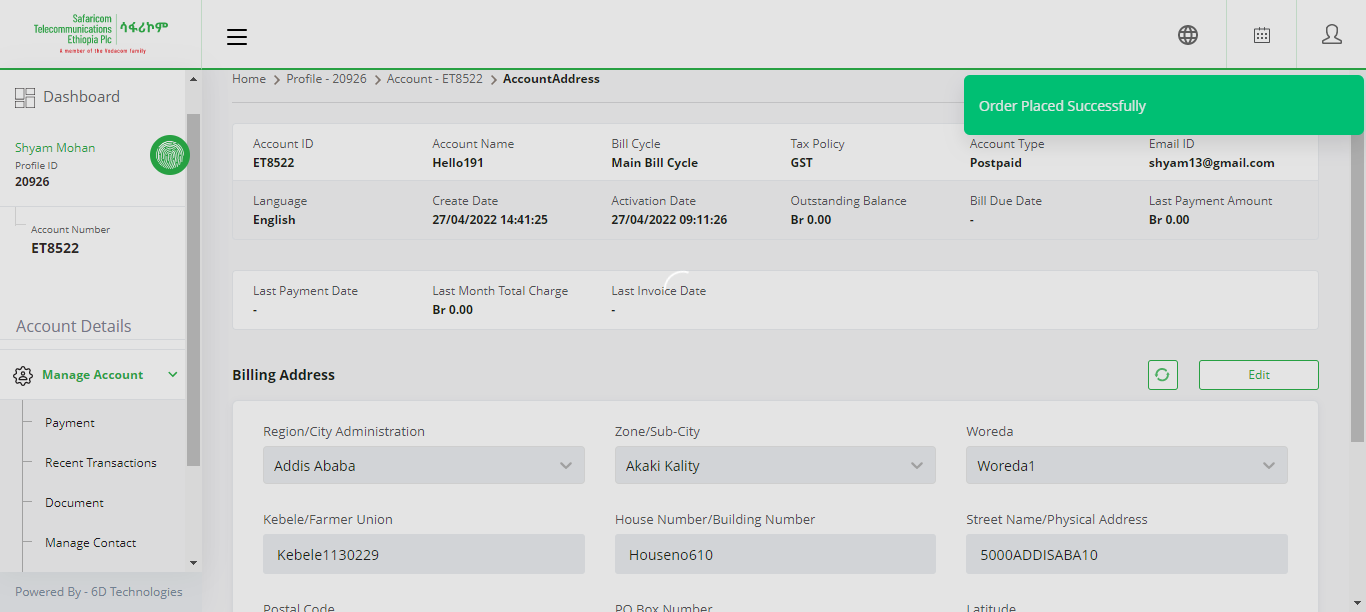 Safaricom
Telecommunications
Ethiopia Plc
ሳፋሪኮም
A member of the Vodacom family
Home > Profile - 20926 > Account - ET8522 > AccountAddress
Order Placed Successfully
Dashboard
Shyam Mohan
Profile ID
20926
Account Number
ET8522
Account Details
Manage Account
Payment
Recent Transactions
Document
Manage Contact
Powered By - 6D Technologies
Account ID Account Name Bill Cycle Tax Policy Account Type Email ID
ET8522 Hello191 Main Bill Cycle GST Postpaid shyam13@gmail.com
Language Create Date Activation Date Outstanding Balance Bill Due Date Last Payment Amount
English 27/04/2022 14:41:25 27/04/2022 09:11:26 Br 0.00 - Br 0.00
Last Payment Date Last Month Total Charge Last Invoice Date
- Br 0.00 -
Billing Address
Edit
Region/City Administration Zone/Sub-City Woreda
Addis Ababa Akaki Kality Woreda1
Kebele/Farmer Union House Number/Building Number Street Name/Physical Address
Kebele1130229 Houseno610 5000ADDISABA10
Postal Code PO Box Number Latitude